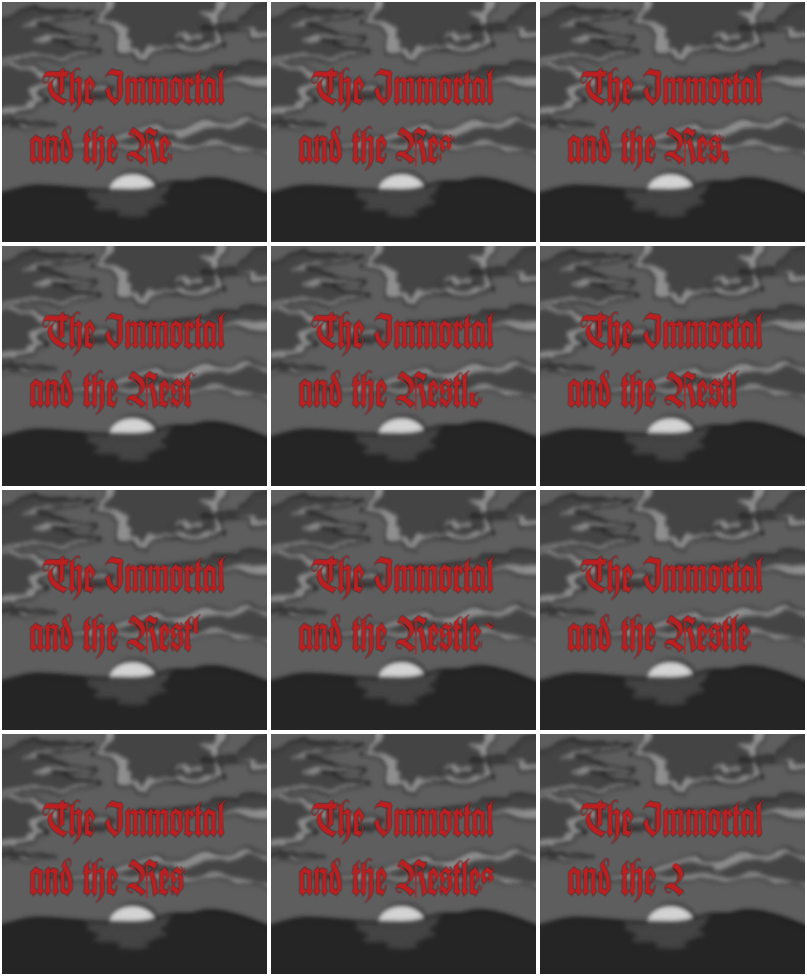 The Immortal
and the Re
The Immortal
and the Res
The Immortal
and the Res
The Immortal
and the Rest
The Immortal
and the Restl
The Immortal
and the Restl
The Immortal
and the Rest
The Immortal
and the Restle
The Immortal
and the Restle
The Immortal
and the Res
The Immortal
and the Restles
The Immortal
and the